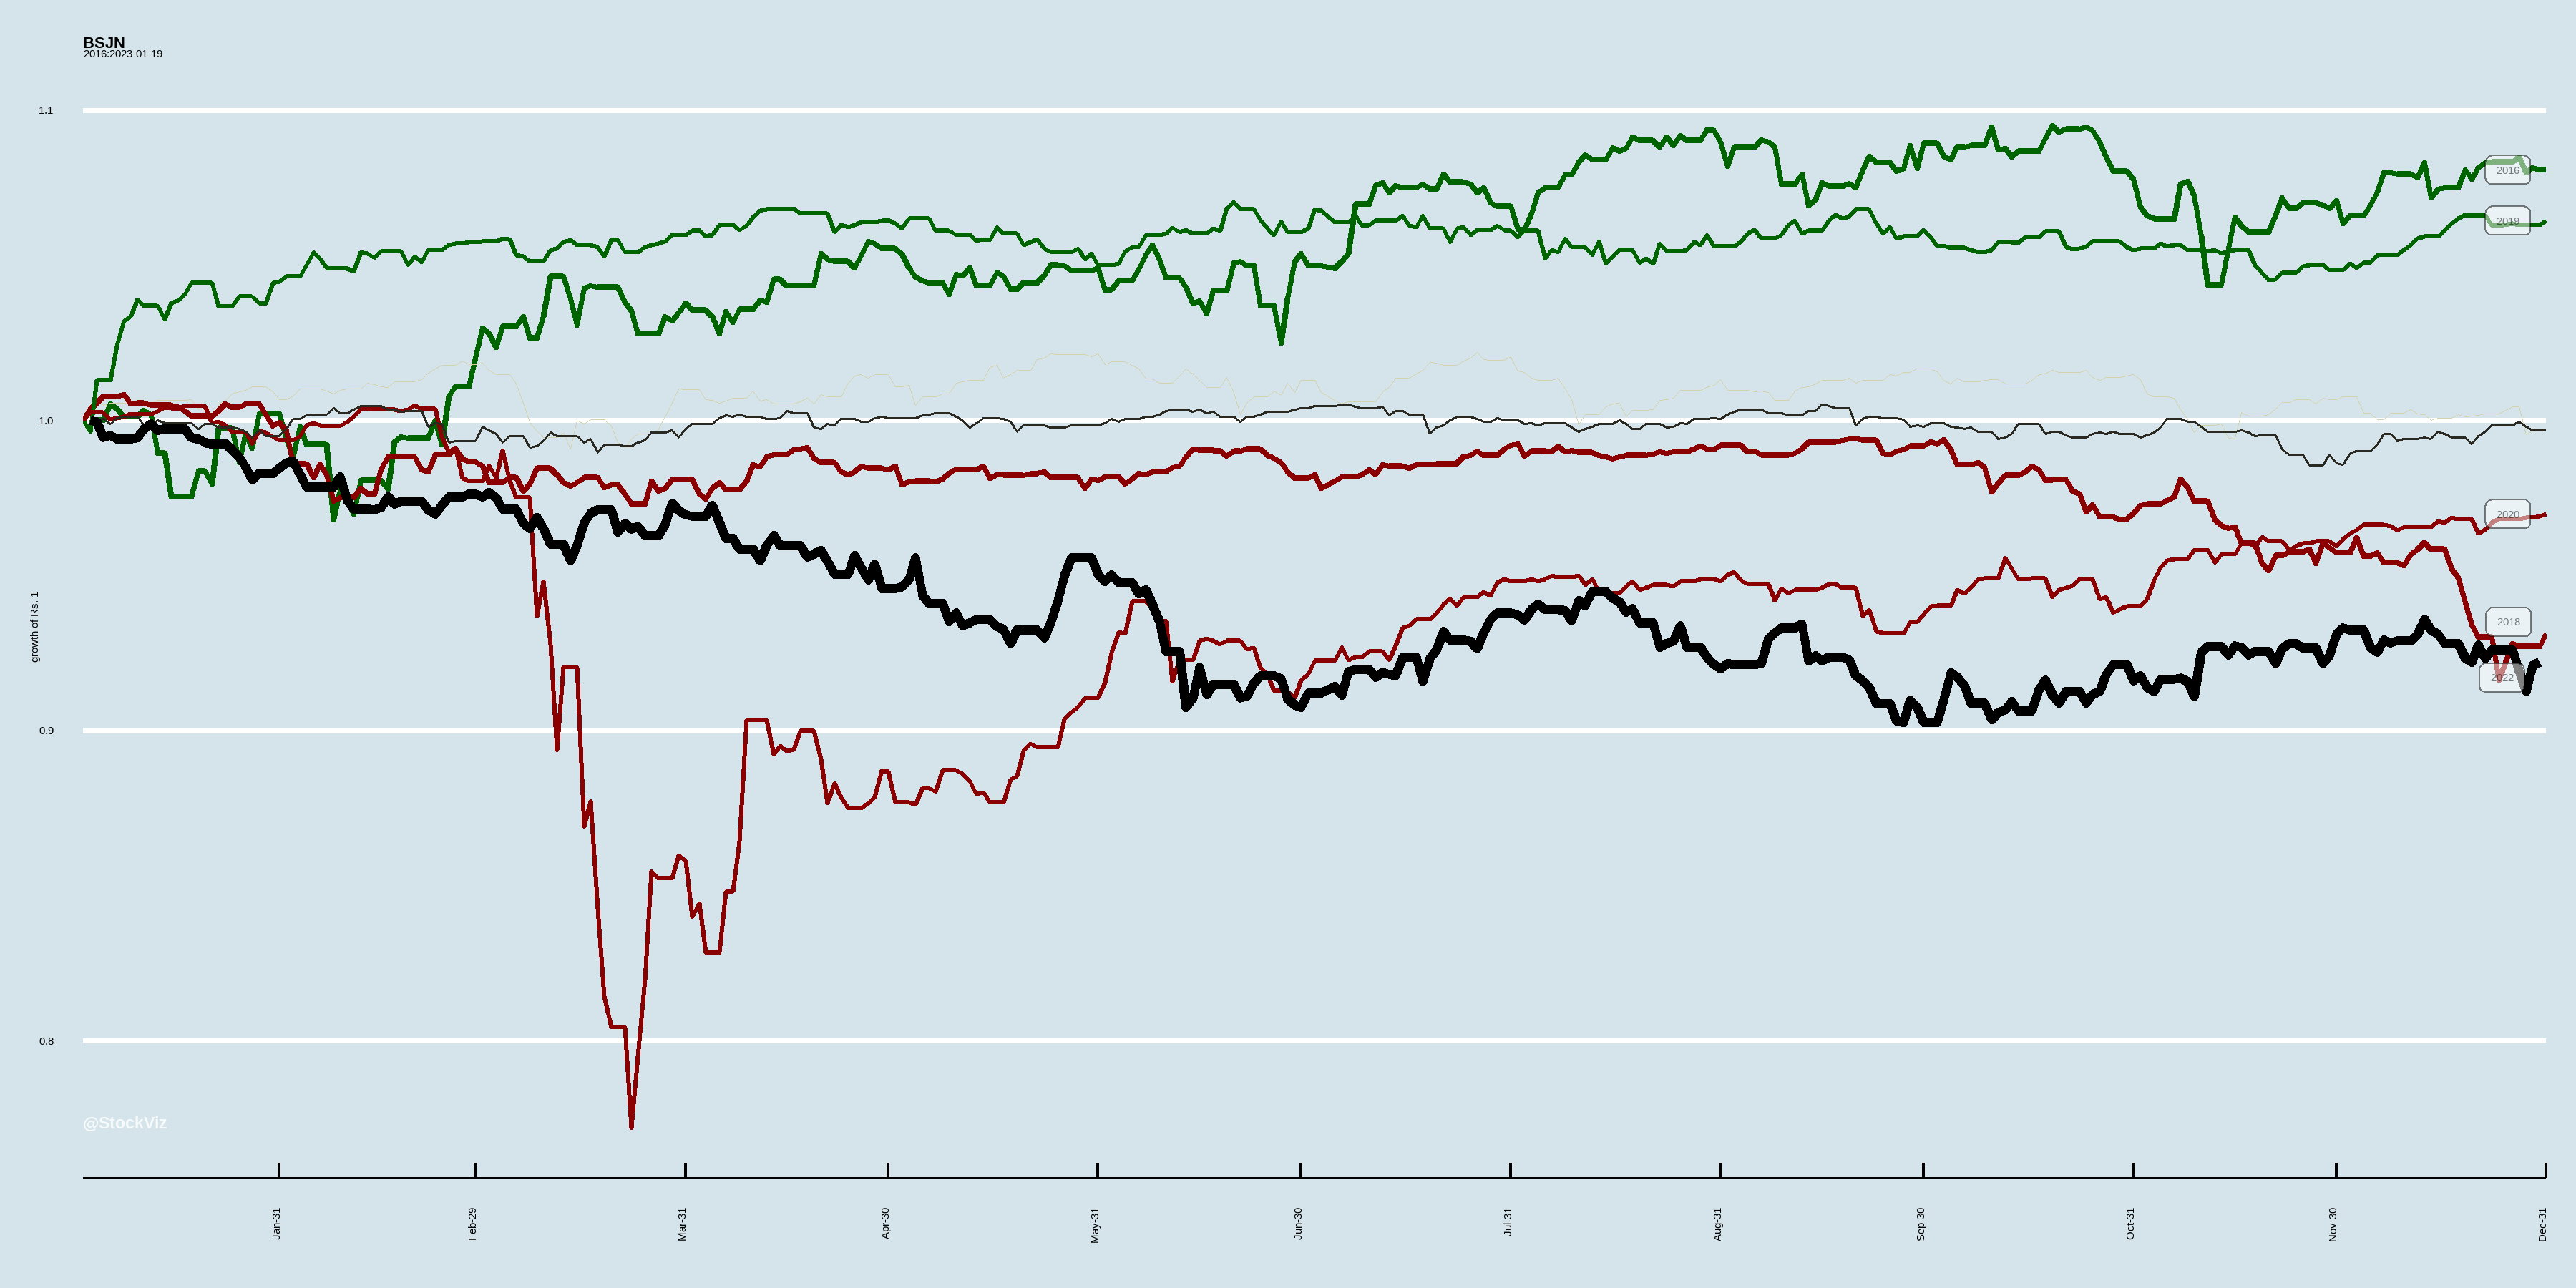 BSJN
2016:2023-01-19
1.1
1.0
0.9
0.8
growth of Rs. 1
2016
2019
2020
2018
2022
@StockViz
Jan-31
Feb-29
Mar-31
Apr-30
May-31
Jun-30
Jul-31
Aug-31
Sep-30
Oct-31
Nov-30
Dec-31